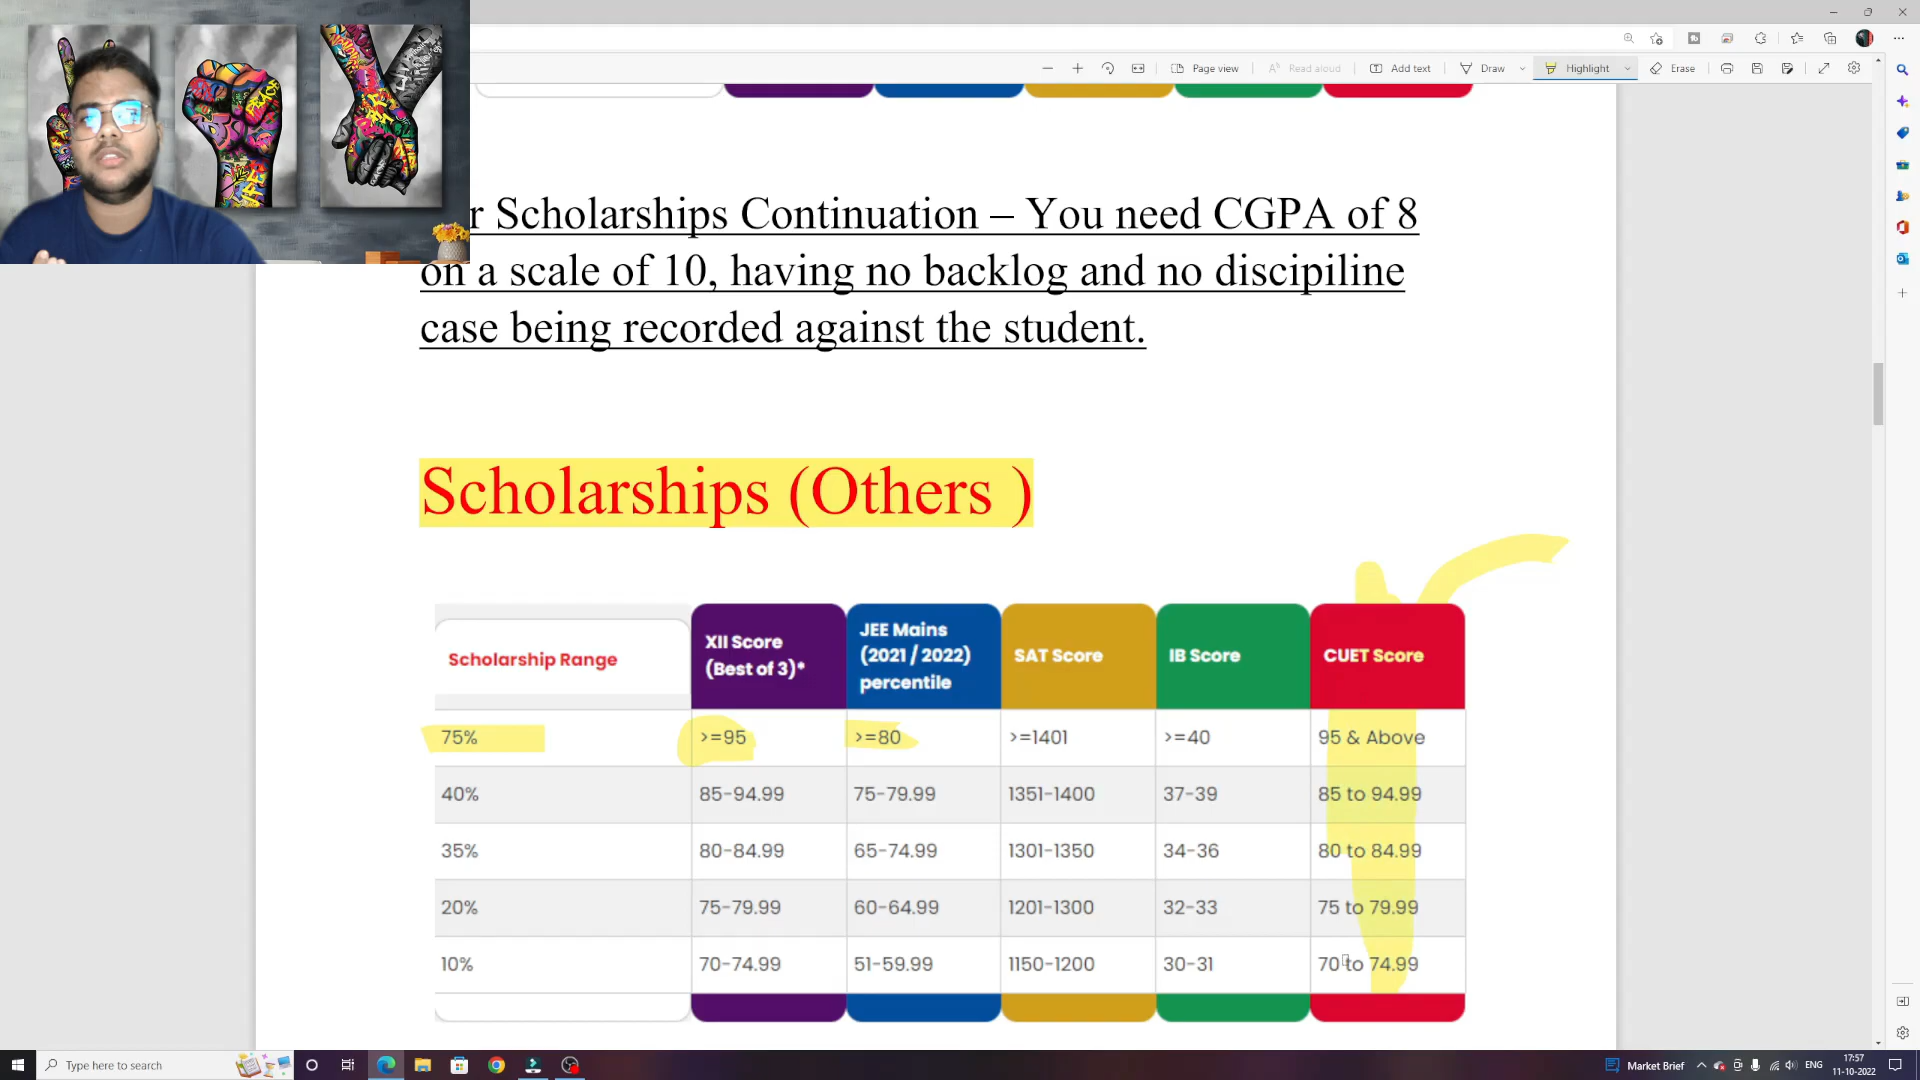 Page view
Read aloud
Add text
Draw
Highlight
Erase
r Scholarships Continuation – You need CGPA of 8
on a scale of 10, having no backlog and no discipiline
case being recorded against the student.
Scholarships (Others )
Scholarship Range XII Score (Best of 3)* JEE Mains (2021 / 2022) percentile SAT Score IB Score CUET Score
75% >=95 >=80 >=1401 >=40 95 & Above
40% 85-94.99 75-79.99 1351-1400 37-39 85 to 94.99
35% 80-84.99 65-74.99 1301-1350 34-36 80 to 84.99
20% 75-79.99 60-64.99 1201-1300 32-33 75 to 79.99
10% 70-74.99 51-59.99 1150-1200 30-31 70 to 74.99
Type here to search
Market Brief
ENG
17:57
11-10-2022